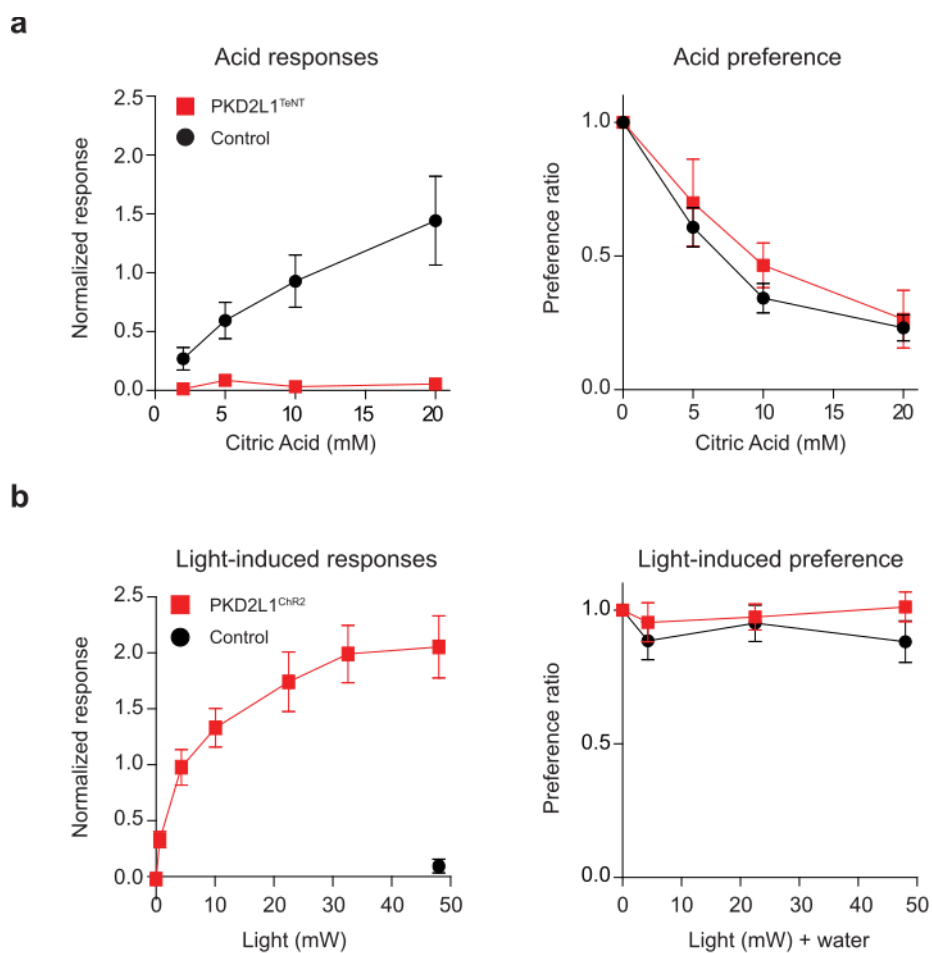 a
Acid responses
Normalized response
2.5
2.0
1.5
1.0
0.5
0.0
PKD2L1TeNT
Control
0
5
10
15
20
Citric Acid (mM)
Acid preference
Preference ratio
1.0
0.5
0.0
0
5
10
15
20
Citric Acid (mM)
b
Light-induced responses
Normalized response
2.5
2.0
1.5
1.0
0.5
0.0
PKD2L1ChR2
Control
0
10
20
30
40
50
Light (mW)
Light-induced preference
Preference ratio
1.0
0.5
0.0
0
10
20
30
40
50
Light (mW) + water